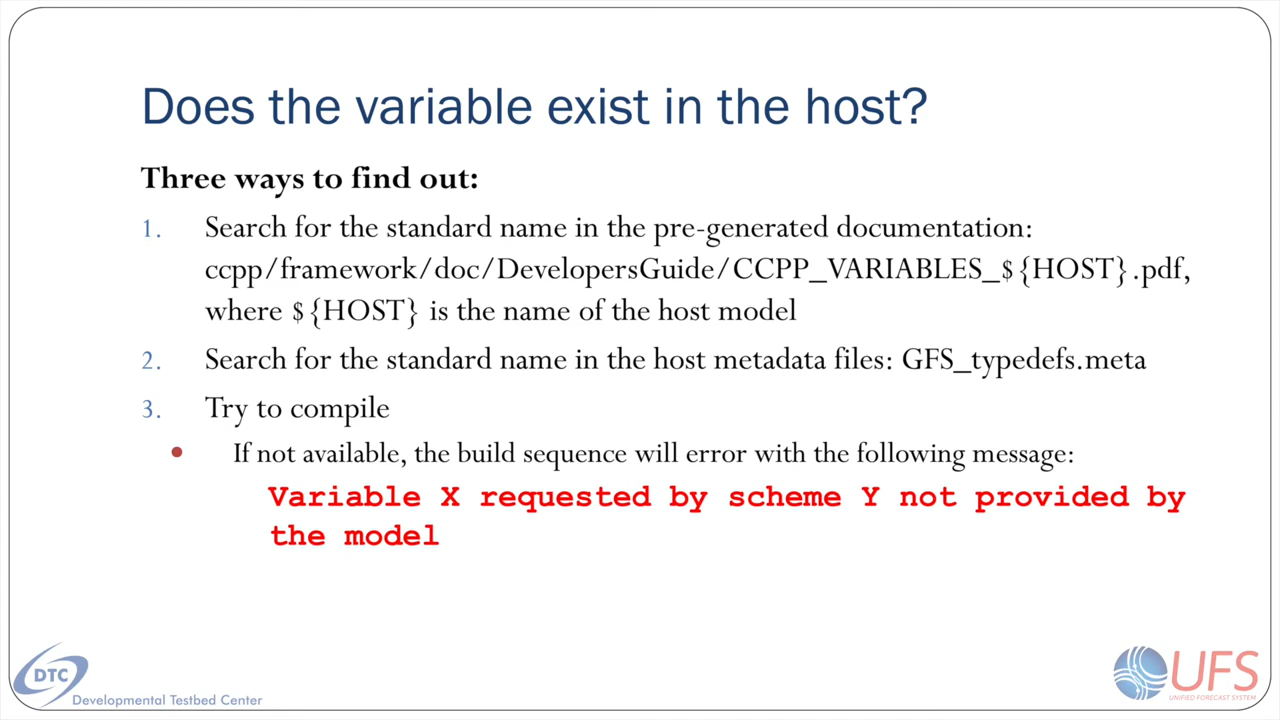 Does the variable exist in the host?
Three ways to find out:
1. Search for the standard name in the pre-generated documentation:
ccpp/framework/doc/DevelopersGuide/CCPP_VARIABLES_${HOST}.pdf,
where ${HOST} is the name of the host model
2. Search for the standard name in the host metadata files: GFS_typedefs.meta
3. Try to compile
• If not available, the build sequence will error with the following message:
Variable X requested by scheme Y not provided by
the model
DTC
Developmental Testbed Center
UFS
UNIFIED FORECAST SYSTEM